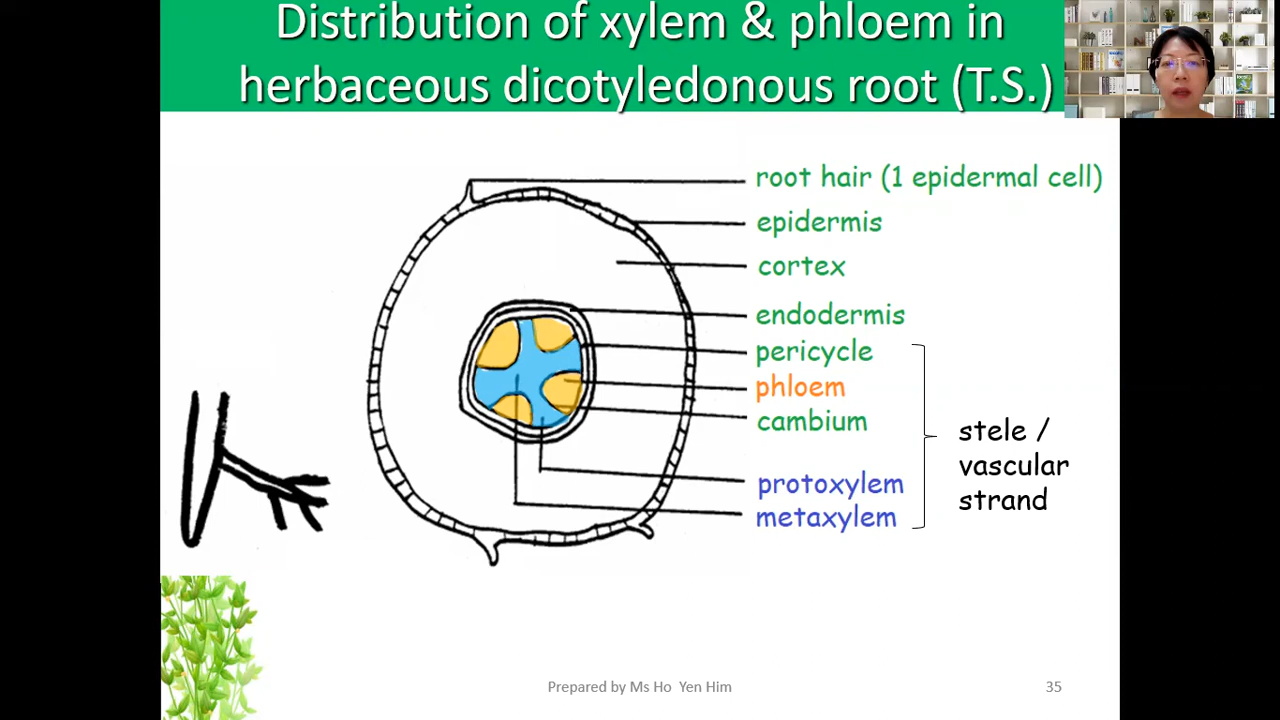 Distribution of xylem & phloem in
herbaceous dicotyledonous root (T.S.)
root hair (1 epidermal cell)
epidermis
cortex
endodermis
pericycle
phloem
cambium
protoxylem
metaxylem
stele /
vascular
strand
Prepared by Ms Ho Yen Him
35